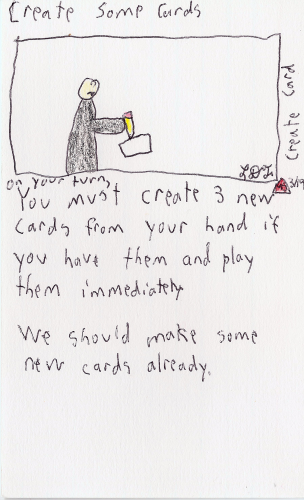 Create Some Cards
Create Card
3/19
On your turn,
You must create 3 new
cards from your hand if
you have them and play
them immediately
We should make some
new cards already.